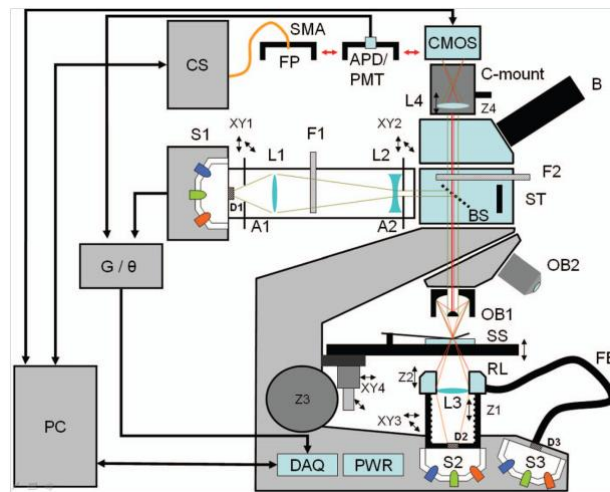 SMA
CMOS
CS
FP
APD/
PMT
C-mount
B
L4
Z4
S1
XY1
F1
XY2
L1
L2
F2
ST
D1
BS
A1
A2
G / θ
OB2
OB1
SS
FB
RL
Z2
Z3
XY4
L3
Z1
PC
XY3
D2
D3
DAQ
PWR
S2
S3